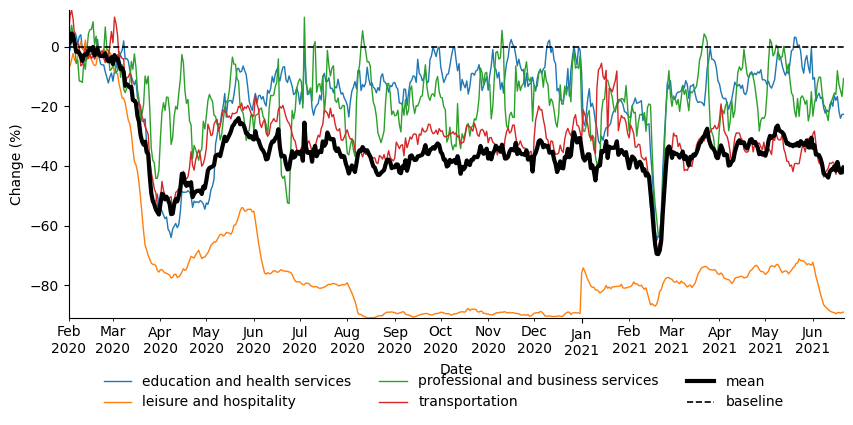 Change (%)
0
−20
−40
−60
−80
Feb Mar Apr May Jun Jul Aug Sep Oct Nov Dec Jan Feb Mar Apr May Jun
2020 2020 2020 2020 2020 2020 2020 2020 2020 2020 2020 2021 2021 2021 2021 2021 2021
Date
education and health services professional and business services mean
leisure and hospitality transportation baseline